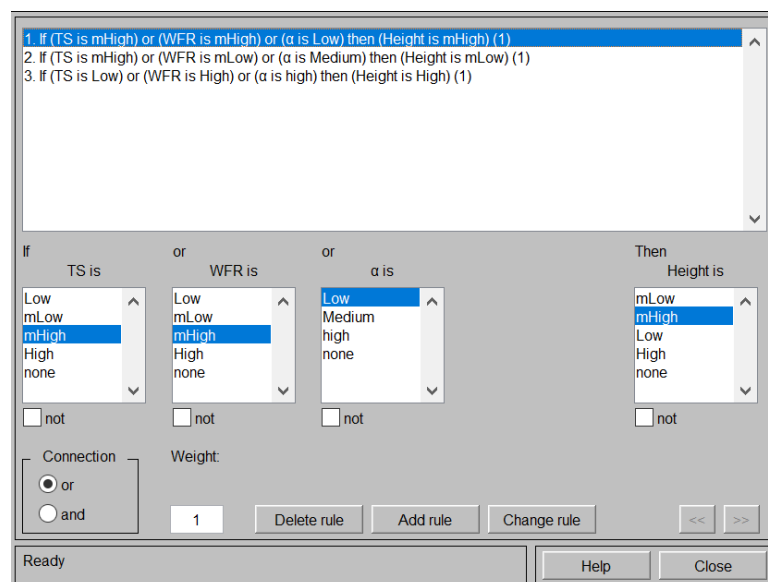 1. If (TS is mHigh) or (WFR is mHigh) or (α is Low) then (Height is mHigh) (1)
2. If (TS is mHigh) or (WFR is mLow) or (α is Medium) then (Height is mLow) (1)
3. If (TS is Low) or (WFR is High) or (α is high) then (Height is High) (1)
If or or Then
TS is WFR is α is Height is
Low Low Low mLow
mLow mLow Medium mHigh
mHigh mHigh high Low
High High none High
none none none
not not not not
Connection Weight:
or
and 1 Delete rule Add rule Change rule << >>
Ready Help Close